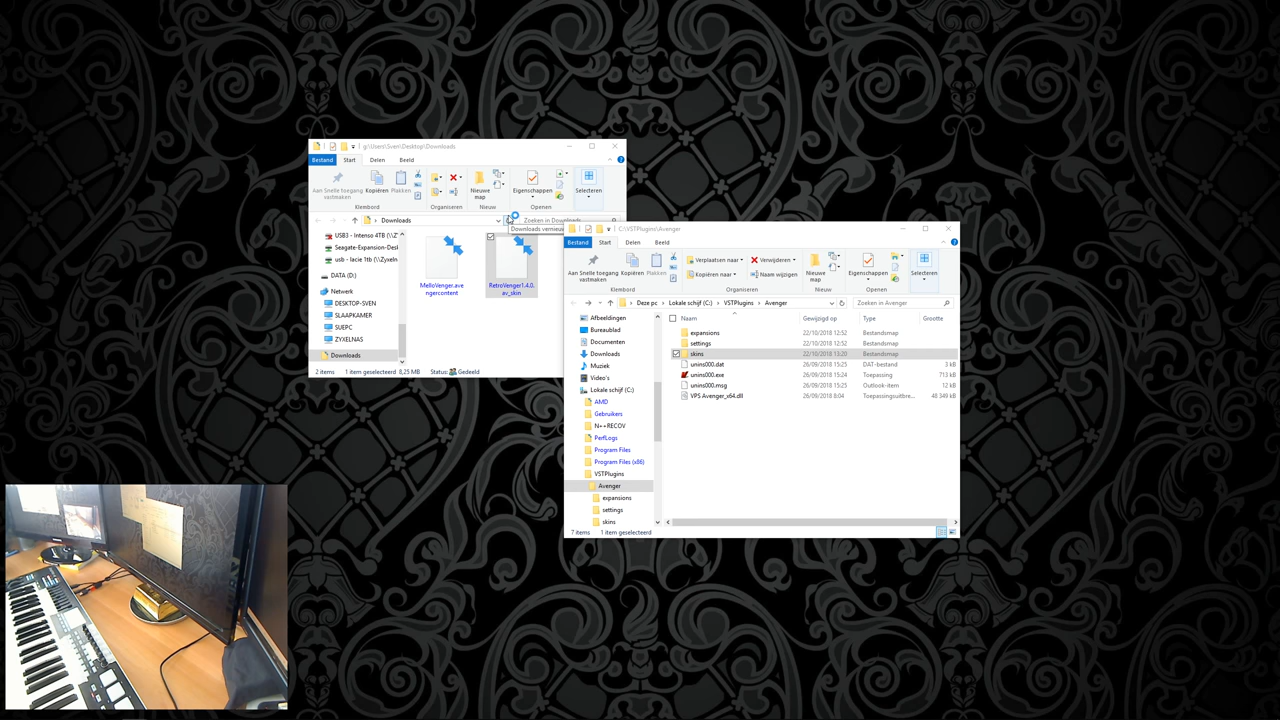 g:\Users\Sven\Desktop\Downloads
Bestand Start Delen Beeld
Aan Snelle toegang vastmaken
Kopiëren
Plakken
Nieuwe map
Eigenschappen
Selecteren
Klembord Organiseren Nieuw Openen
Downloads
Zoeken in Downloads
Downloads vernieuw
USB3 - Intenso 4TB (\\Z
Seagate-Expansion-Desk
usb - lacie 1tb (\\Zyxeln
DATA (D:)
Netwerk
DESKTOP-SVEN
SLAAPKAMER
SUEPC
ZYXELNAS
Downloads
MelloVenger.ave
ngercontent
RetroVenger1.4.0.
av_skin
2 items 1 item geselecteerd 8,25 MB Status: Gedeeld
C:\VSTPlugins\Avenger
Bestand Start Delen Beeld
Aan Snelle toegang vastmaken
Kopiëren
Plakken
Verplaatsen naar
Kopiëren naar
Verwijderen
Naam wijzigen
Nieuwe map
Eigenschappen
Selecteren
Klembord Organiseren Nieuw Openen
Deze pc Lokale schijf (C:) VSTPlugins Avenger
Zoeken in Avenger
Afbeeldingen
Bureaublad
Documenten
Downloads
Muziek
Video's
Lokale schijf (C:)
AMD
Gebruikers
N++RECOV
PerfLogs
Program Files
Program Files (x86)
VSTPlugins
Avenger
expansions
settings
skins
Naam Gewijzigd op Type Grootte
expansions 22/10/2018 12:52 Bestandsmap
settings 22/10/2018 12:52 Bestandsmap
skins 22/10/2018 13:20 Bestandsmap
unins000.dat 26/09/2018 15:25 DAT-bestand 3 kB
unins000.exe 26/09/2018 15:24 Toepassing 713 kB
unins000.msg 26/09/2018 15:25 Outlook-item 12 kB
VPS Avenger_x64.dll 26/09/2018 8:04 Toepassingsuitbre... 48 349 kB
7 items 1 item geselecteerd